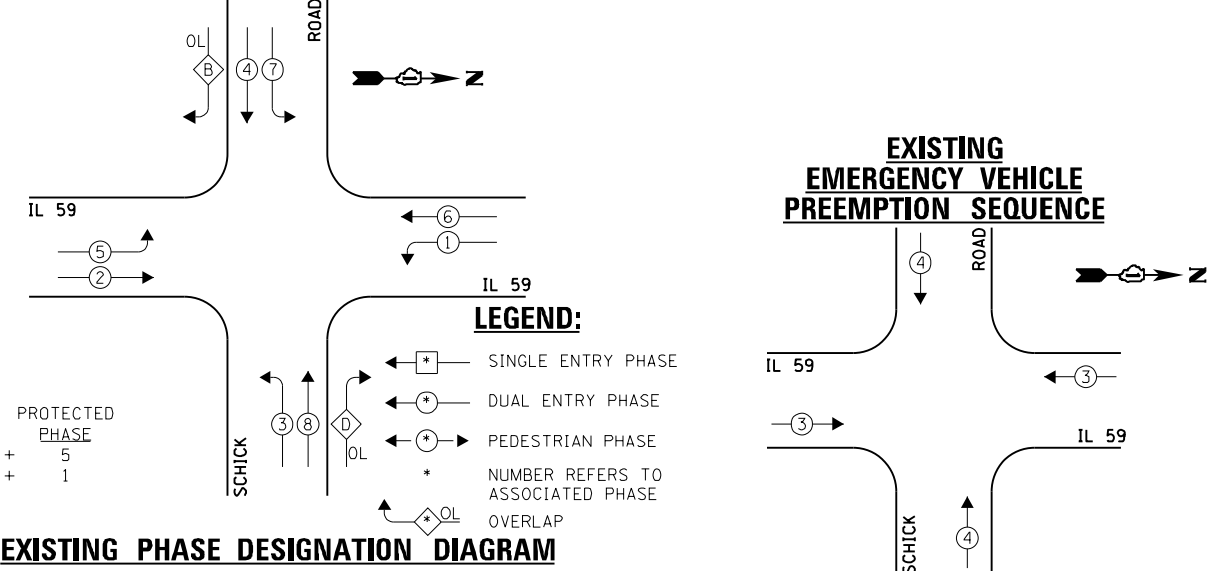 ROAD
OL
B
4
7
N
IL 59
6
1
5
2
IL 59
LEGEND:
* SINGLE ENTRY PHASE
* DUAL ENTRY PHASE
* PEDESTRIAN PHASE
* NUMBER REFERS TO
ASSOCIATED PHASE
* OL OVERLAP
3
8
D
OL
SCHICK
PROTECTED
PHASE
+ 5
+ 1
EXISTING PHASE DESIGNATION DIAGRAM
EXISTING
EMERGENCY VEHICLE
PREEMPTION SEQUENCE
4
ROAD
N
IL 59
3
3
IL 59
4
SCHICK